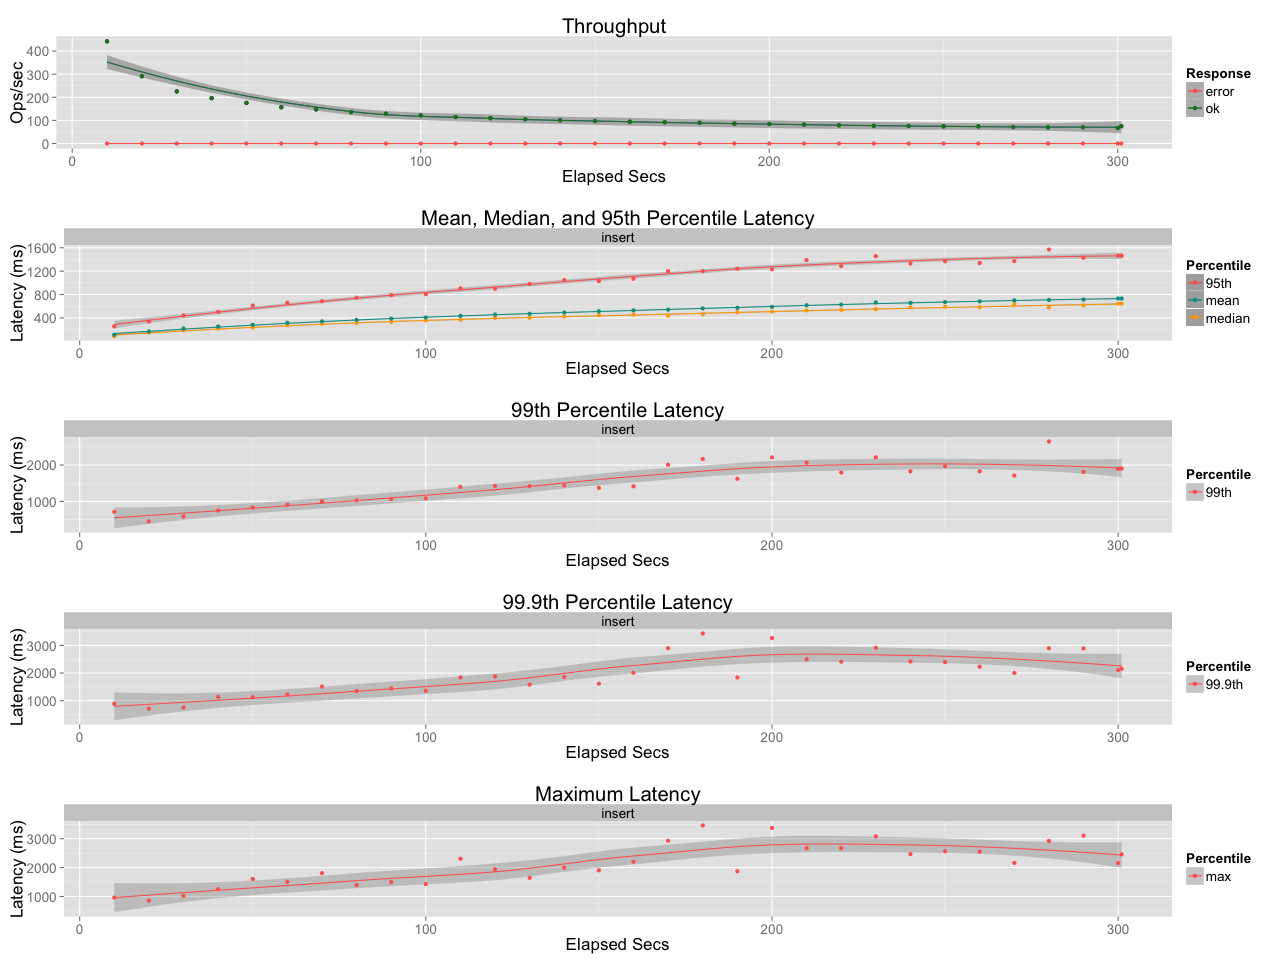 Throughput
Ops/sec
400
300
200
100
0
0 100 200 300
Elapsed Secs
Response
error
ok
Mean, Median, and 95th Percentile Latency
insert
Latency (ms)
1600
1200
800
400
0 100 200 300
Elapsed Secs
Percentile
95th
mean
median
99th Percentile Latency
insert
Latency (ms)
2000
1000
0 100 200 300
Elapsed Secs
Percentile
99th
99.9th Percentile Latency
insert
Latency (ms)
3000
2000
1000
0 100 200 300
Elapsed Secs
Percentile
99.9th
Maximum Latency
insert
Latency (ms)
3000
2000
1000
0 100 200 300
Elapsed Secs
Percentile
max